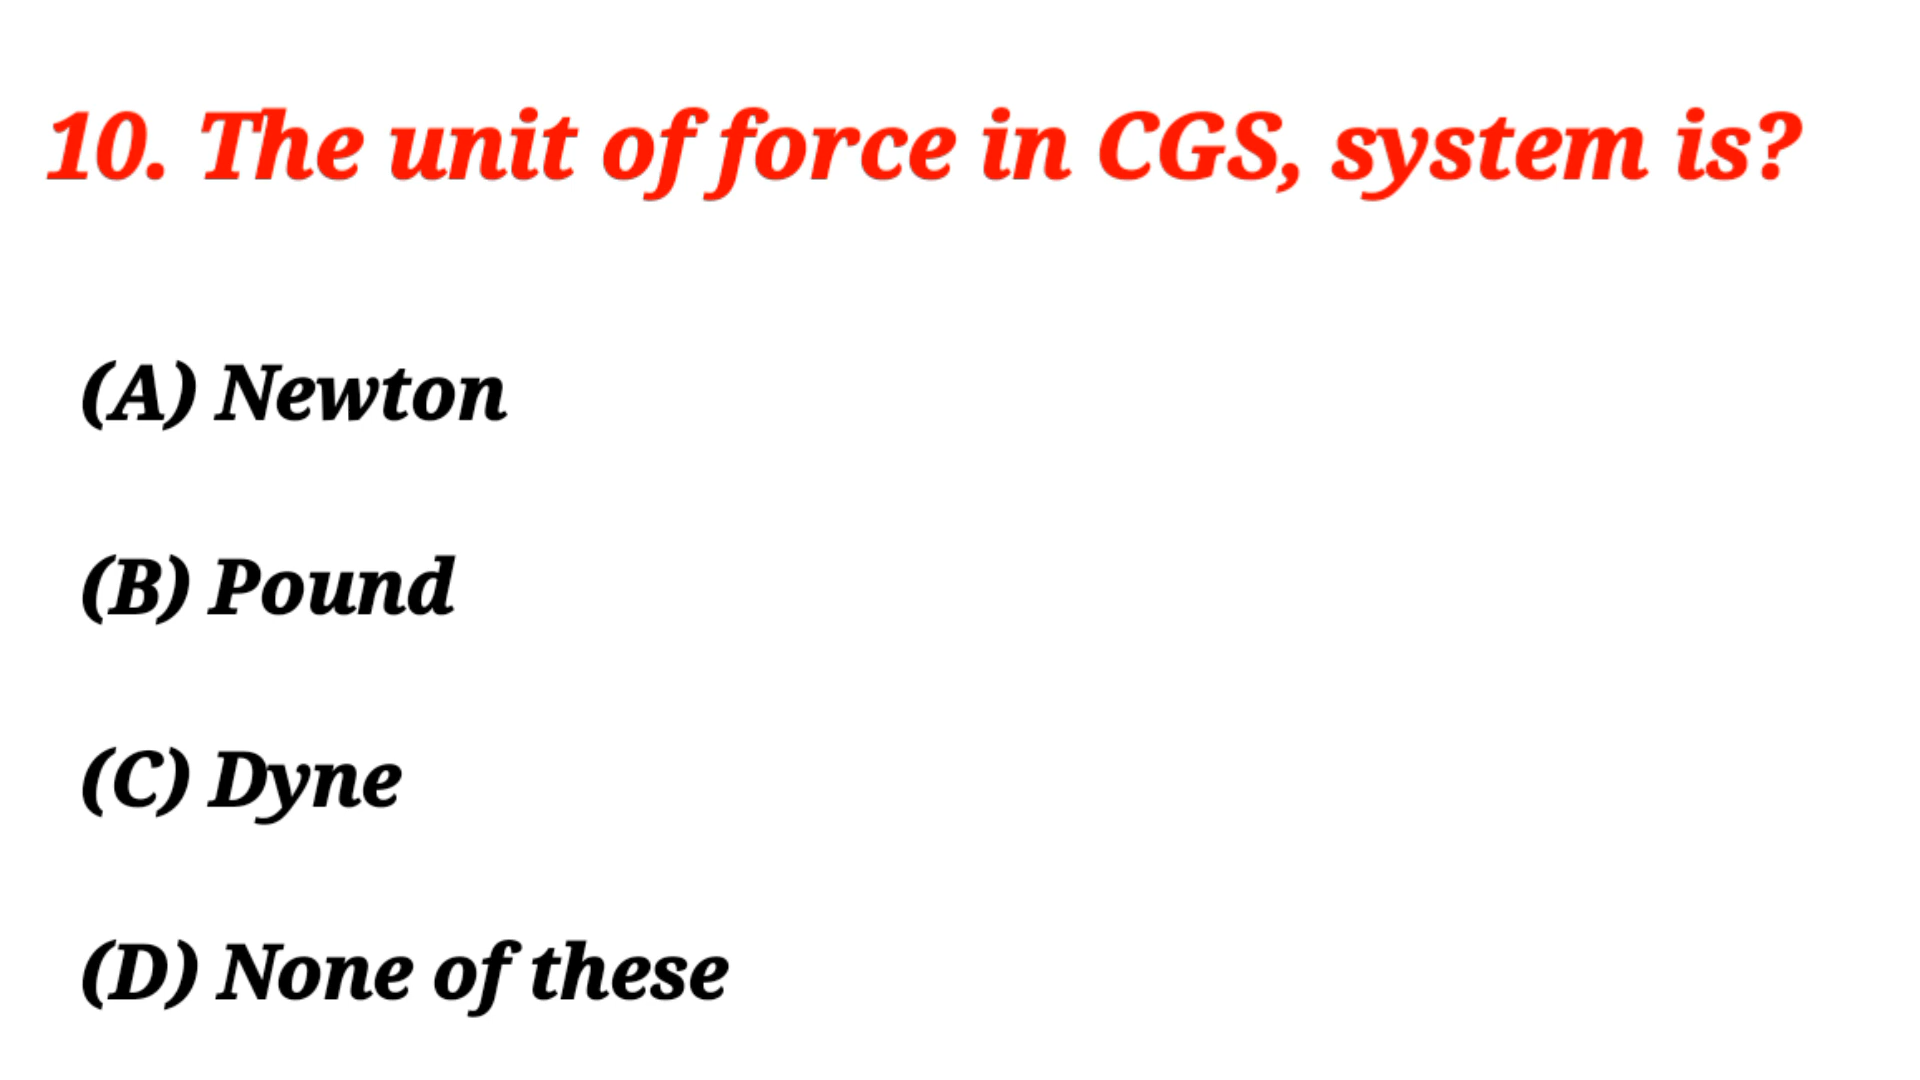 10. The unit of force in CGS, system is?
(A) Newton
(B) Pound
(C) Dyne
(D) None of these